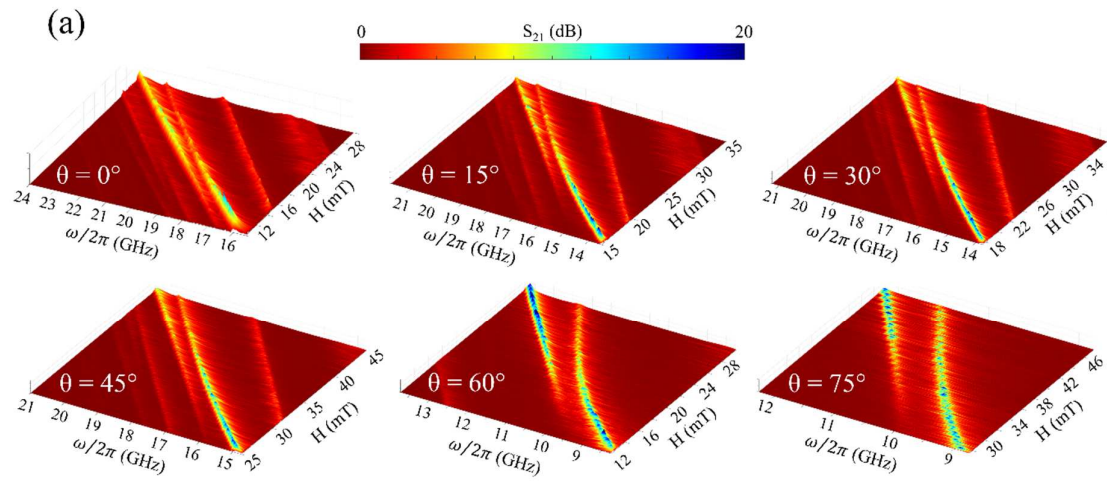 (a)
S21 (dB)
0 20
θ = 0°
24 23 22 21 20 19 18 17 16
ω/2π (GHz)
12 16 20 24 28
H (mT)
θ = 15°
21 20 19 18 17 16 15 14
ω/2π (GHz)
15 20 25 30 35
H (mT)
θ = 30°
21 20 19 18 17 16 15 14
ω/2π (GHz)
18 22 26 30 34
H (mT)
θ = 45°
21 20 19 18 17 16 15
ω/2π (GHz)
25 30 35 40 45
H (mT)
θ = 60°
13 12 11 10 9
ω/2π (GHz)
12 16 20 24 28
H (mT)
θ = 75°
12 11 10 9
ω/2π (GHz)
30 34 38 42 46
H (mT)